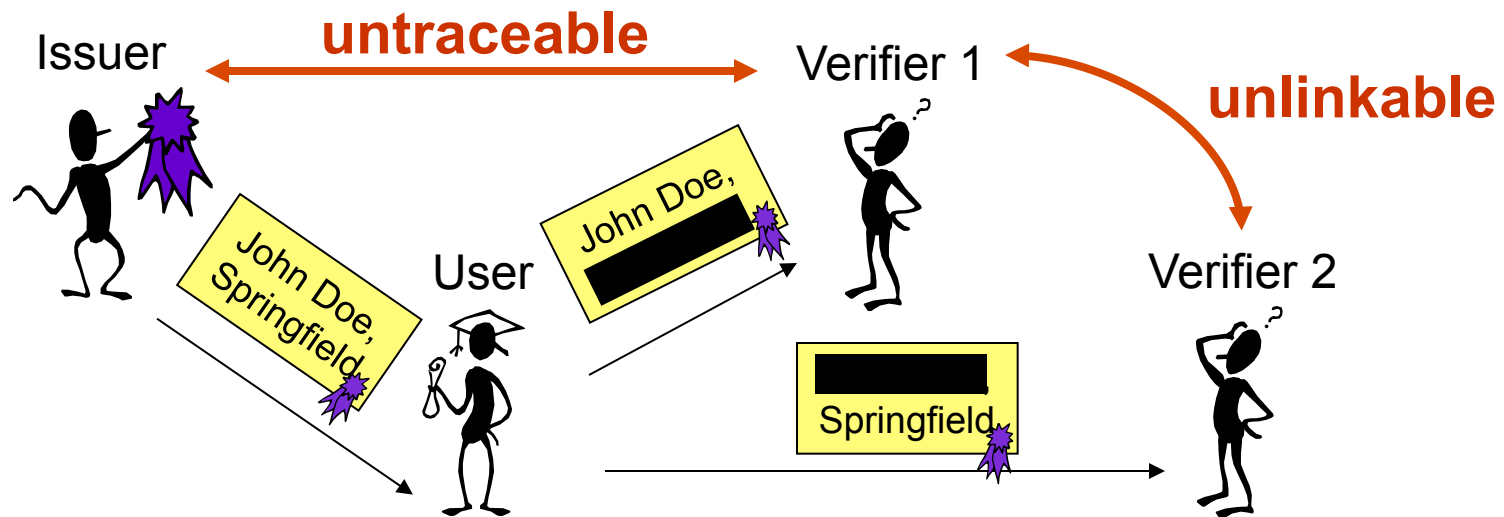 untraceable
Issuer
Verifier 1
unlinkable
John Doe,
Springfield
User
John Doe,
Verifier 2
Springfield
?
?